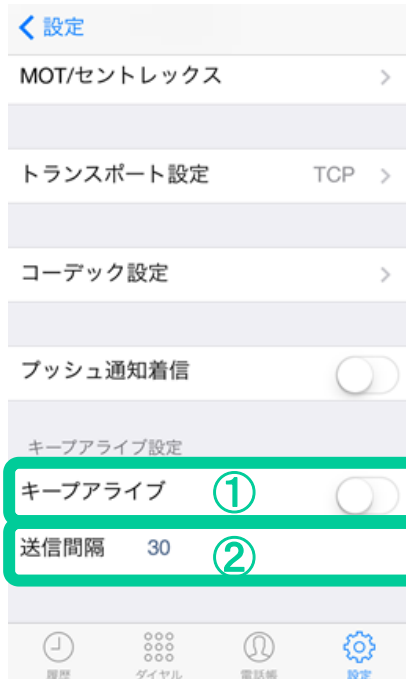 設定
MOT/セントレックス
トランスポート設定 TCP
コーデック設定
プッシュ通知着信
キープアライブ設定
キープアライブ ①
送信間隔 30 ②
履歴 ダイヤル 電話帳 設定